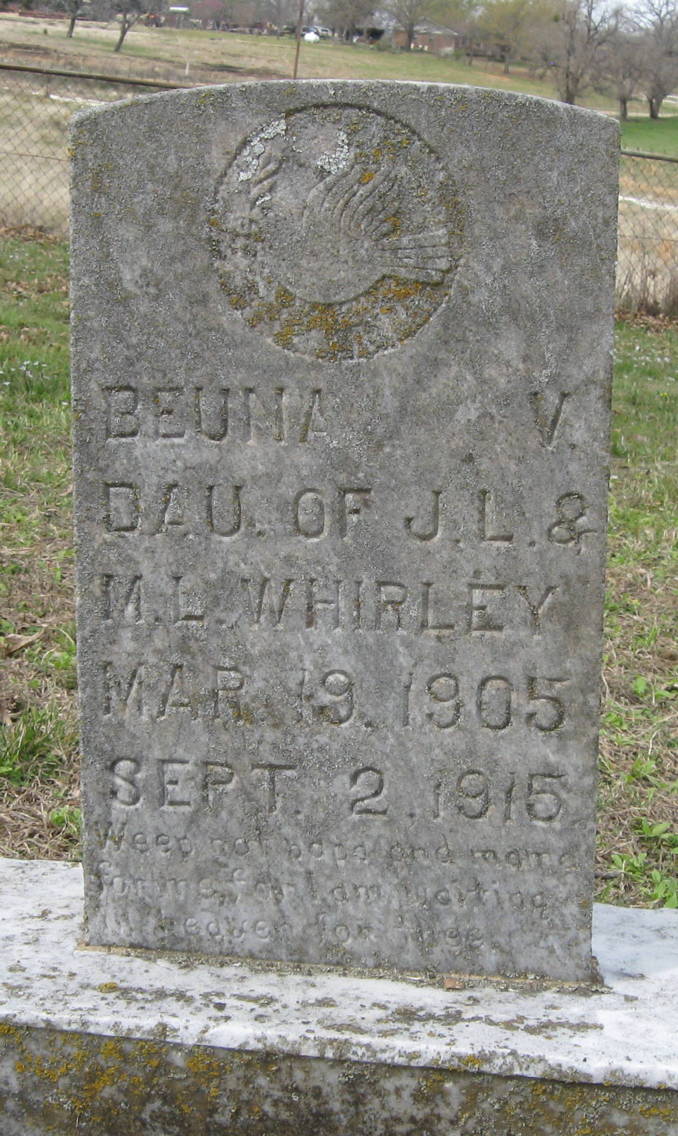 BEUNA V.
DAU. OF J.L. &
M.L. WHIRLEY
MAR. 19. 1905
SEPT. 2. 1915
Weep not papa and mama
for me, for I am waiting
in heaven for thee.